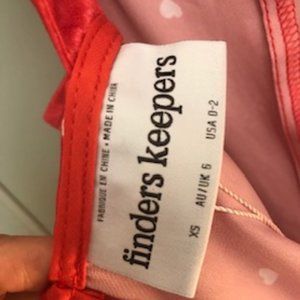 FABRIQUE EN CHINE • MADE IN CHINA
finders keepers
XS AU/UK 6 USA 0-2